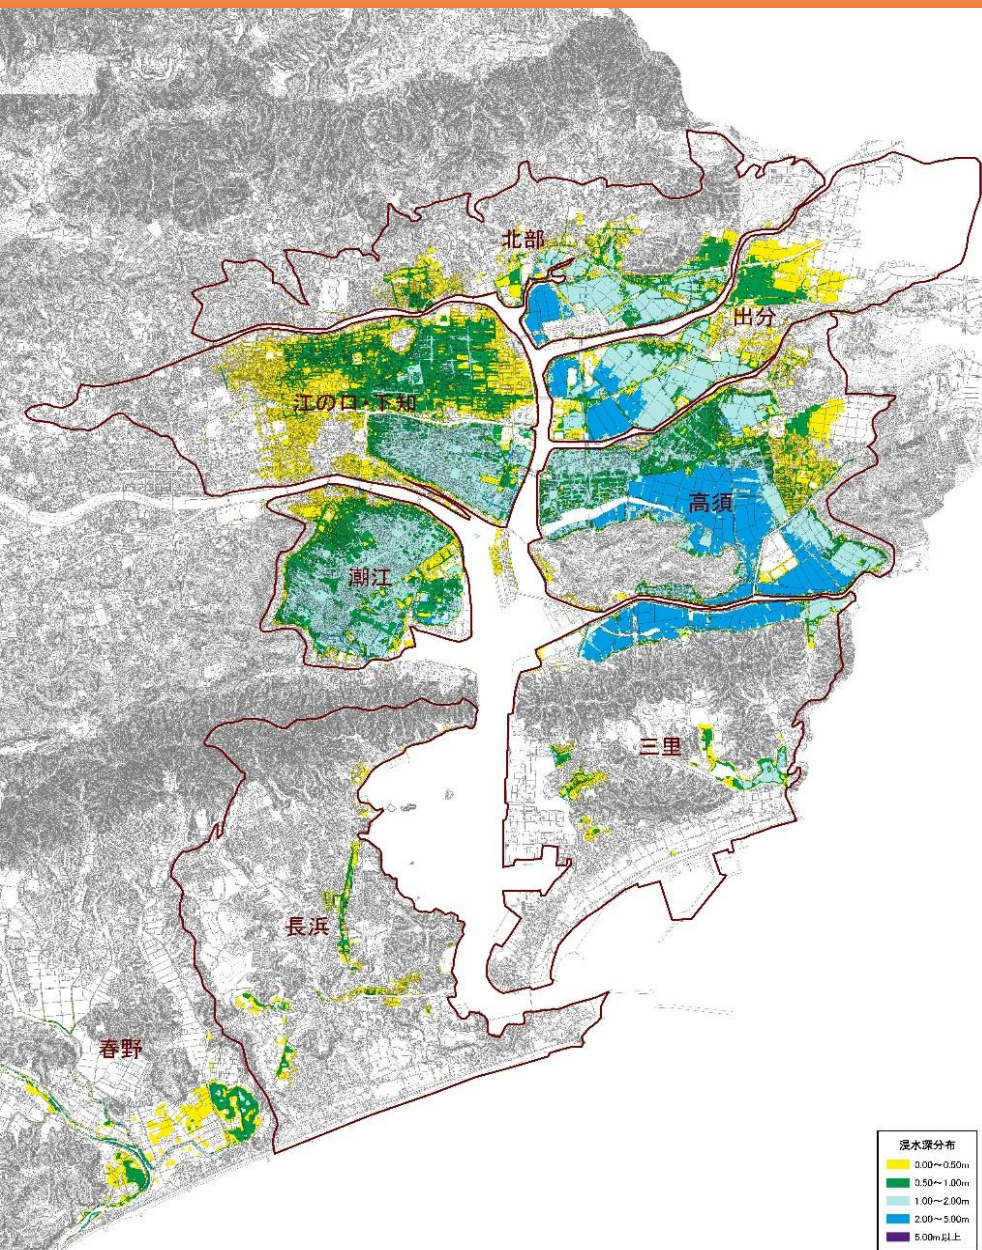 北部
出分
江の口・下知
高須
潮江
三里
長浜
春野
浸水深分布
0.00～0.50m
0.50～1.00m
1.00～2.00m
2.00～5.00m
5.00m以上